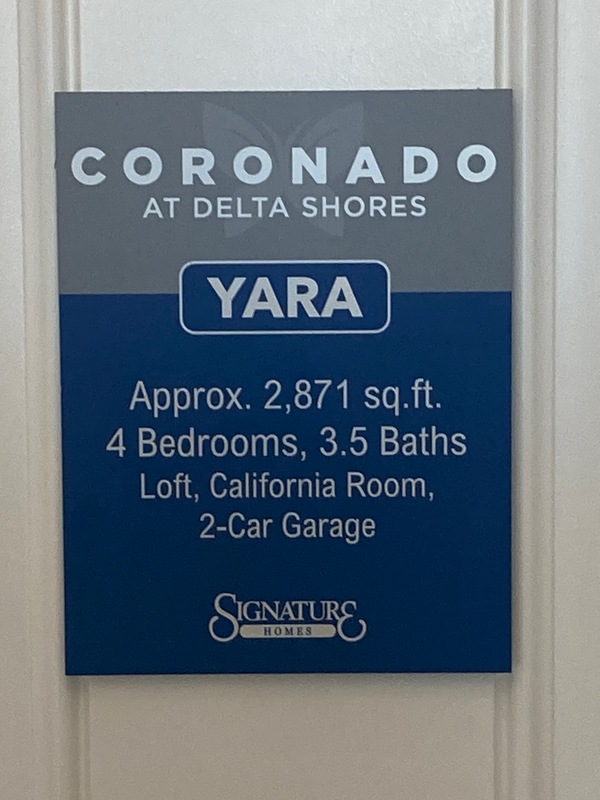 CORONADO
AT DELTA SHORES
YARA
Approx. 2,871 sq.ft.
4 Bedrooms, 3.5 Baths
Loft, California Room,
2-Car Garage
SIGNATURE
HOMES